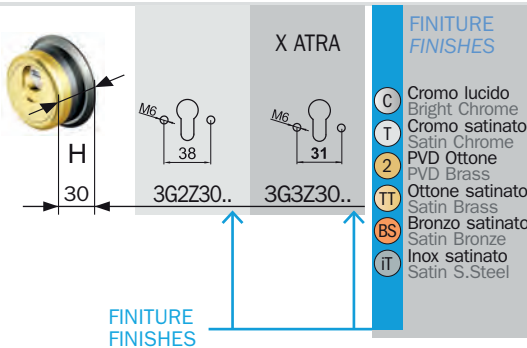 X ATRA
M6
38
M6
31
H
30
3G2Z30..
3G3Z30..
FINITURE
FINISHES
FINITURE
FINISHES
C
Cromo lucido
Bright Chrome
T
Cromo satinato
Satin Chrome
2
PVD Ottone
PVD Brass
TT
Ottone satinato
Satin Brass
BS
Bronzo satinato
Satin Bronze
iT
Inox satinato
Satin S.Steel